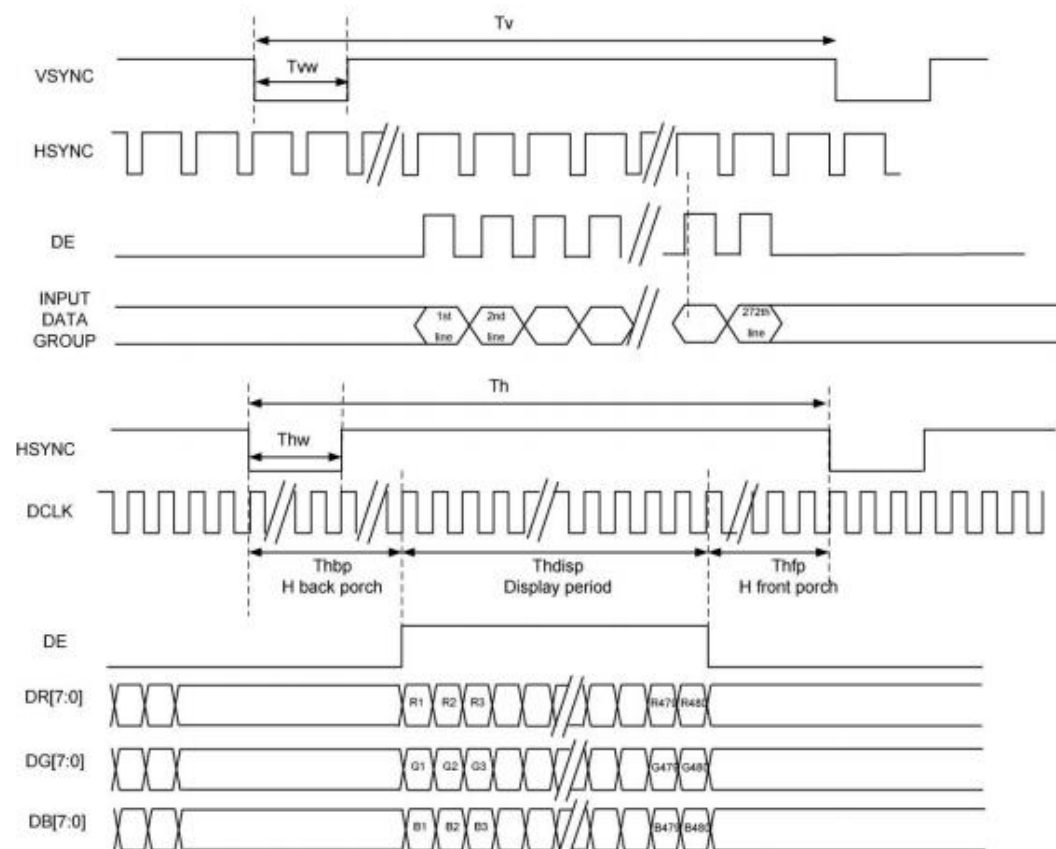 Tv
VSYNC
Tvw
HSYNC
DE
INPUT
DATA
GROUP
1st
line
2nd
line
272th
line
Th
HSYNC
Thw
DCLK
Thbp
H back porch
Thdisp
Display period
Thfp
H front porch
DE
DR[7:0]
R1 R2 R3 R479 R480
DG[7:0]
G1 G2 G3 G479 G480
DB[7:0]
B1 B2 B3 B479 B480